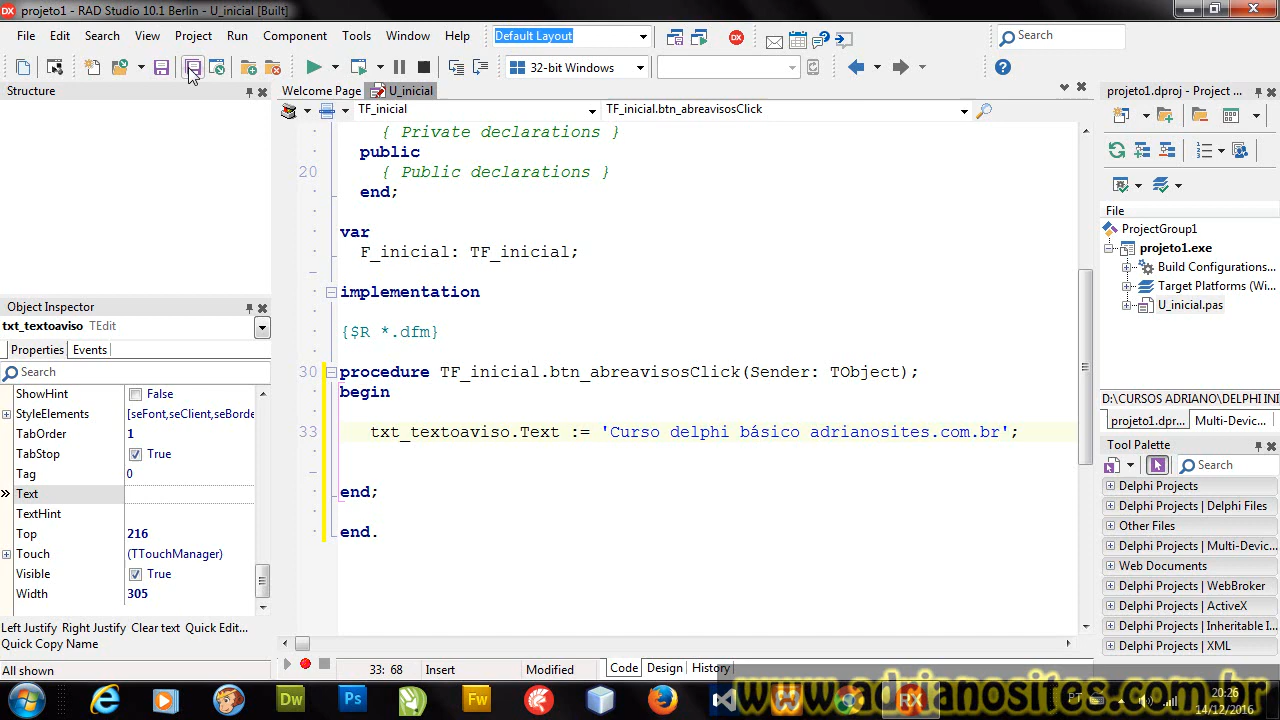 projeto1 - RAD Studio 10.1 Berlin - U_inicial [Built]
File Edit Search View Project Run Component Tools Window Help
Default Layout
Search
32-bit Windows
Structure
Welcome Page U_inicial
projeto1.dproj - Project ...
TF_inicial
TF_inicial.btn_abreavisosClick
{ Private declarations }
public
20 { Public declarations }
end;
var
F_inicial: TF_inicial;
implementation
{$R *.dfm}
30 procedure TF_inicial.btn_abreavisosClick(Sender: TObject);
begin
33 txt_textoaviso.Text := 'Curso delphi básico adrianosites.com.br';
end;
end.
Object Inspector
txt_textoaviso TEdit
Properties Events
Search
ShowHint False
StyleElements [seFont,seClient,seBorde
TabOrder 1
TabStop True
Tag 0
Text
TextHint
Top 216
Touch (TTouchManager)
Visible True
Width 305
Left Justify Right Justify Clear text Quick Edit...
Quick Copy Name
All shown
33: 68 Insert Modified Code Design History
File
ProjectGroup1
projeto1.exe
Build Configurations...
Target Platforms (Wi...
U_inicial.pas
D:\CURSOS ADRIANO\DELPHI INI
projeto1.dpr... Multi-Devic...
Tool Palette
Search
Delphi Projects
Delphi Projects | Delphi Files
Other Files
Delphi Projects | Multi-Devic...
Web Documents
Delphi Projects | WebBroker
Delphi Projects | ActiveX
Delphi Projects | Inheritable I...
Delphi Projects | XML
Dw Ps Fw RX
www.adrianosites.com.br
PT
20:26
14/12/2016